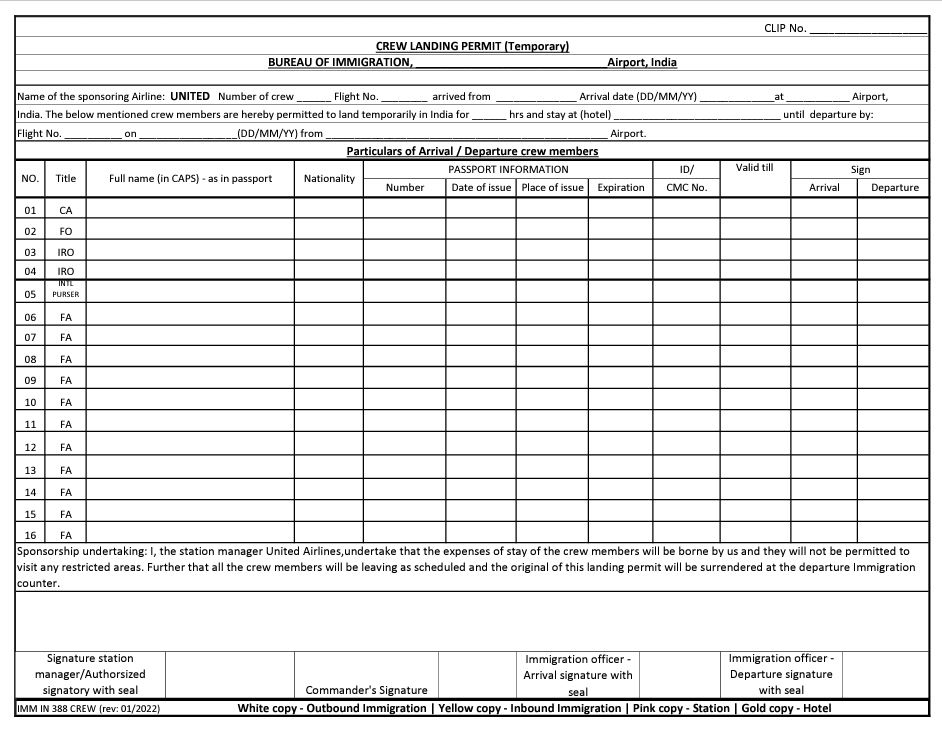 CLIP No. ___________________
CREW LANDING PERMIT (Temporary)
BUREAU OF IMMIGRATION, ______________________________Airport, India
Name of the sponsoring Airline: UNITED Number of crew ______ Flight No. ________ arrived from ______________ Arrival date (DD/MM/YY) _____________at ___________ Airport,
India. The below mentioned crew members are hereby permitted to land temporarily in India for ______ hrs and stay at (hotel) _____________________________ until departure by:
Flight No. __________ on _________________(DD/MM/YY) from _________________________________________________ Airport.
Particulars of Arrival / Departure crew members
NO. Title Full name (in CAPS) - as in passport Nationality PASSPORT INFORMATION ID/ Valid till Sign
Number Date of issue Place of issue Expiration CMC No. Arrival Departure
01 CA
02 FO
03 IRO
04 IRO
05 INTL PURSER
06 FA
07 FA
08 FA
09 FA
10 FA
11 FA
12 FA
13 FA
14 FA
15 FA
16 FA
Sponsorship undertaking: I, the station manager United Airlines,undertake that the expenses of stay of the crew members will be borne by us and they will not be permitted to
visit any restricted areas. Further that all the crew members will be leaving as scheduled and the original of this landing permit will be surrendered at the departure Immigration
counter.
Signature station
manager/Authorsized
signatory with seal
Commander's Signature
Immigration officer -
Arrival signature with
seal
Immigration officer -
Departure signature
with seal
IMM IN 388 CREW (rev: 01/2022) White copy - Outbound Immigration | Yellow copy - Inbound Immigration | Pink copy - Station | Gold copy - Hotel